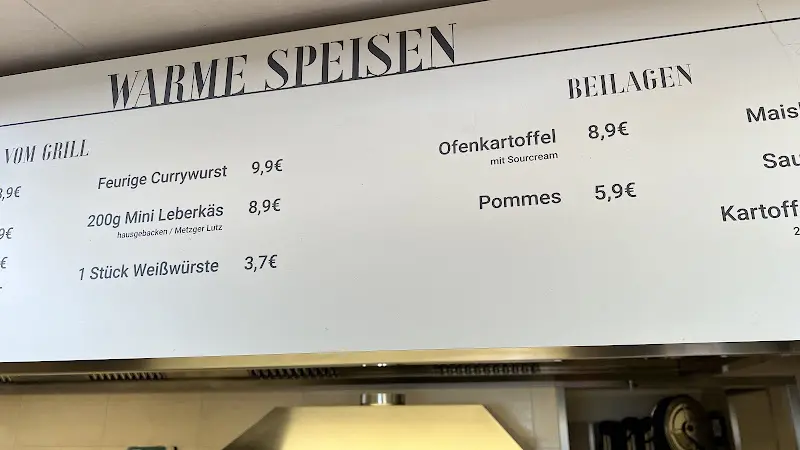 WARME SPEISEN
VOM GRILL
Feurige Currywurst 9,9€
200g Mini Leberkäs 8,9€
hausgebacken / Metzger Lutz
1 Stück Weißwürste 3,7€
BEILAGEN
Ofenkartoffel 8,9€
mit Sourcream
Pommes 5,9€